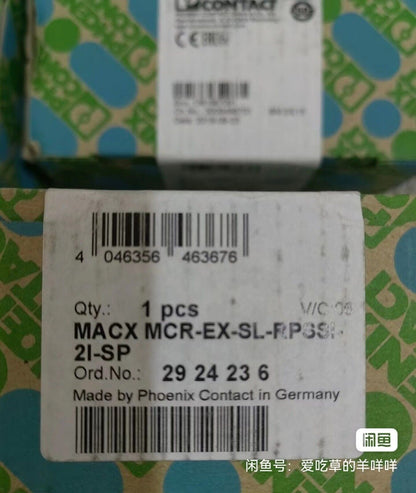 CONTACT
4 046356 463676
Qty.: 1 pcs
MACX MCR-EX-SL-RPSSI-
2I-SP
Ord.No.: 29 24 23 6
Made by Phoenix Contact in Germany
闲鱼
闲鱼号：爱吃草的羊咩咩